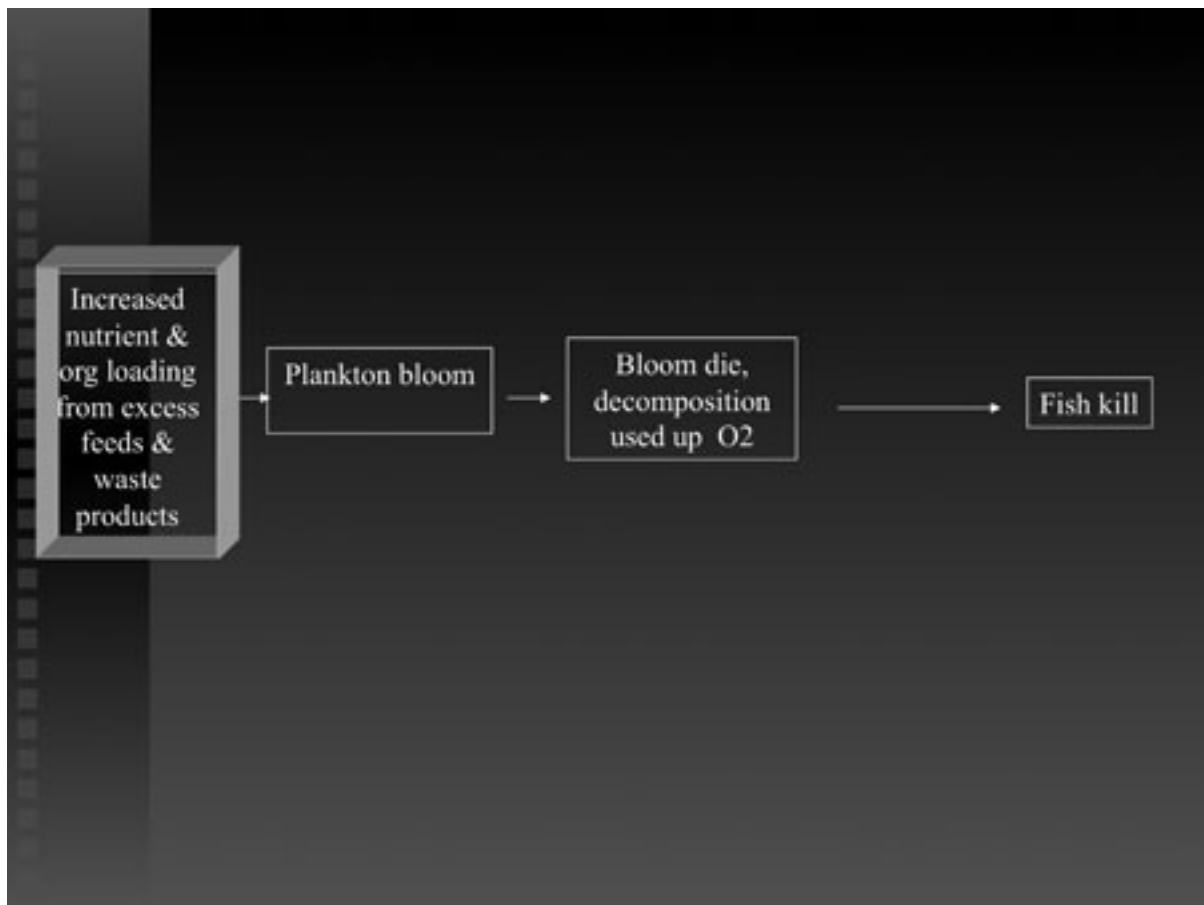 Increased
nutrient &
org loading
from excess
feeds &
waste
products
Plankton bloom
Bloom die,
decomposition
used up O2
Fish kill